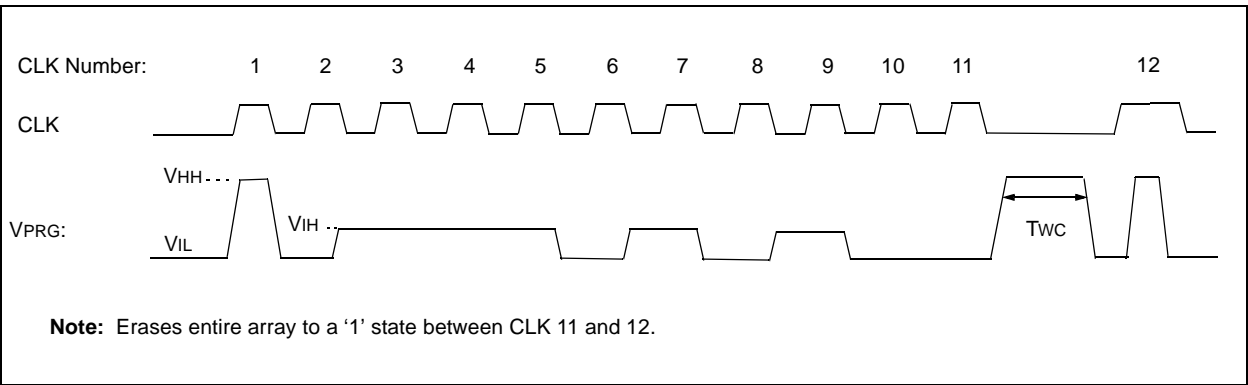 CLK Number: 1 2 3 4 5 6 7 8 9 10 11 12
CLK
VHH
VPRG:
VIH
VIL
TWC
Note: Erases entire array to a ‘1’ state between CLK 11 and 12.